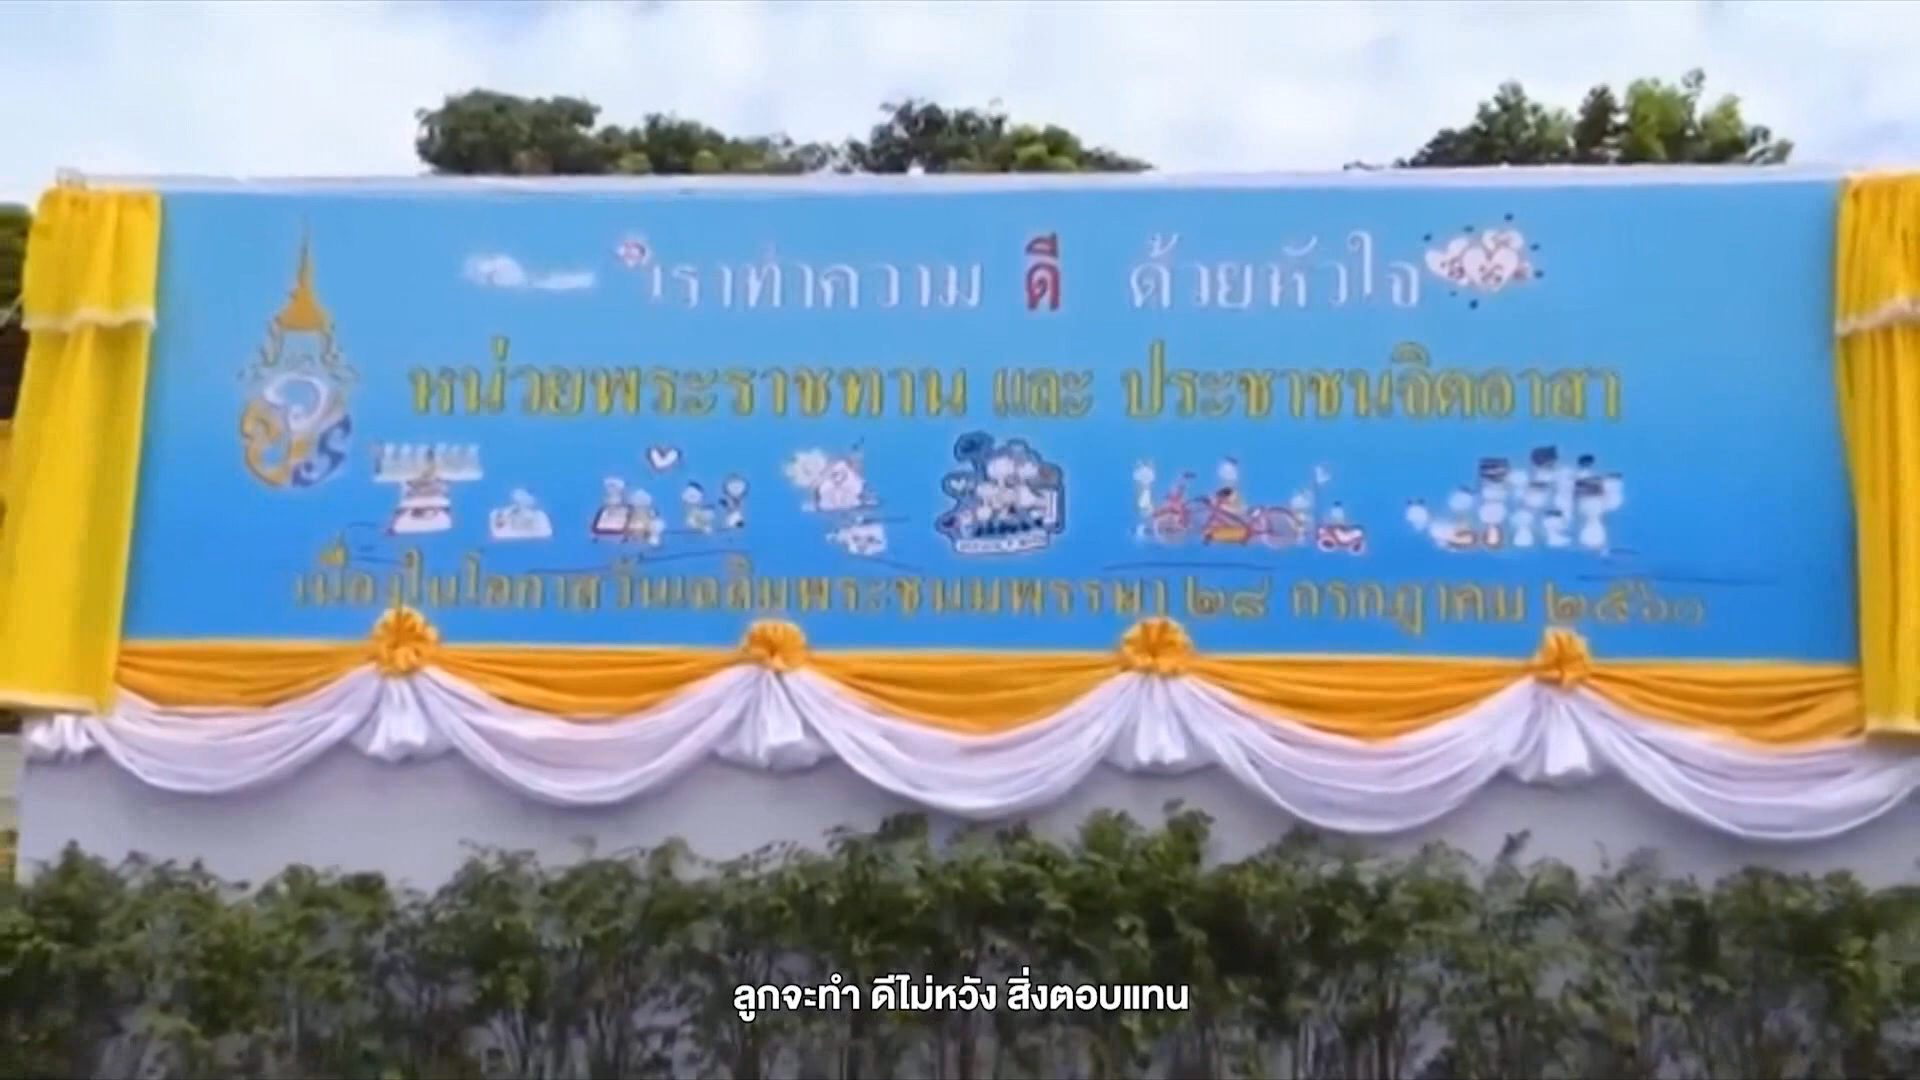 เราทำความ ดี ด้วยหัวใจ
หน่วยพระราชทาน และ ประชาชนจิตอาสา
เนื่องในโอกาสวันเฉลิมพระชนมพรรษา ๒๘ กรกฎาคม ๒๕๖๐
ลูกจะทำ ดีไม่หวัง สิ่งตอบแทน